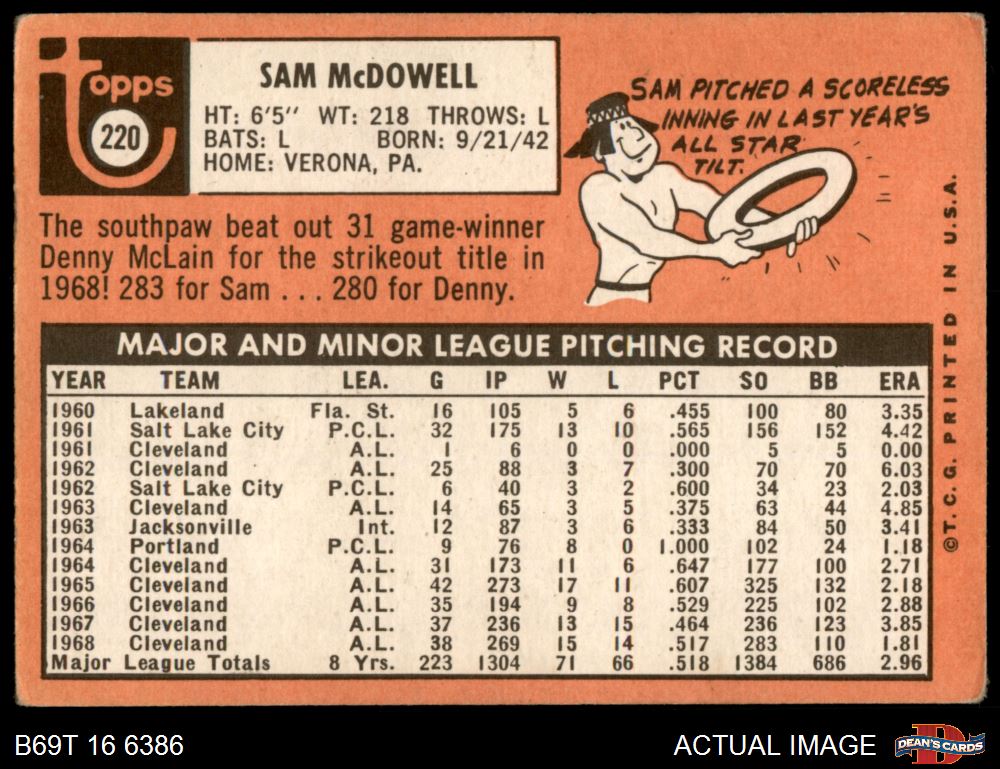 topps
220
SAM McDOWELL
HT: 6'5" WT: 218 THROWS: L
BATS: L BORN: 9/21/42
HOME: VERONA, PA.
SAM PITCHED A SCORELESS
INNING IN LAST YEAR'S
ALL STAR
TILT.
The southpaw beat out 31 game-winner
Denny McLain for the strikeout title in
1968! 283 for Sam . . . 280 for Denny.
MAJOR AND MINOR LEAGUE PITCHING RECORD
YEAR TEAM LEA. G IP W L PCT SO BB ERA
1960 Lakeland Fla. St. 16 105 5 6 .455 100 80 3.35
1961 Salt Lake City P.C.L. 32 175 13 10 .565 156 152 4.42
1961 Cleveland A.L. 1 6 0 0 .000 5 5 0.00
1962 Cleveland A.L. 25 88 3 7 .300 70 70 6.03
1962 Salt Lake City P.C.L. 6 40 3 2 .600 34 23 2.03
1963 Cleveland A.L. 14 65 3 5 .375 63 44 4.85
1963 Jacksonville Int. 12 87 3 6 .333 84 50 3.41
1964 Portland P.C.L. 9 76 8 0 1.000 102 24 1.18
1964 Cleveland A.L. 31 173 11 6 .647 177 100 2.71
1965 Cleveland A.L. 42 273 17 11 .607 325 132 2.18
1966 Cleveland A.L. 35 194 9 8 .529 225 102 2.88
1967 Cleveland A.L. 37 236 13 15 .464 236 123 3.85
1968 Cleveland A.L. 38 269 15 14 .517 283 110 1.81
Major League Totals 8 Yrs. 223 1304 71 66 .518 1384 686 2.96
©T.C.G. PRINTED IN U.S.A.
B69T 16 6386
ACTUAL IMAGE
D
DEAN'S CARDS